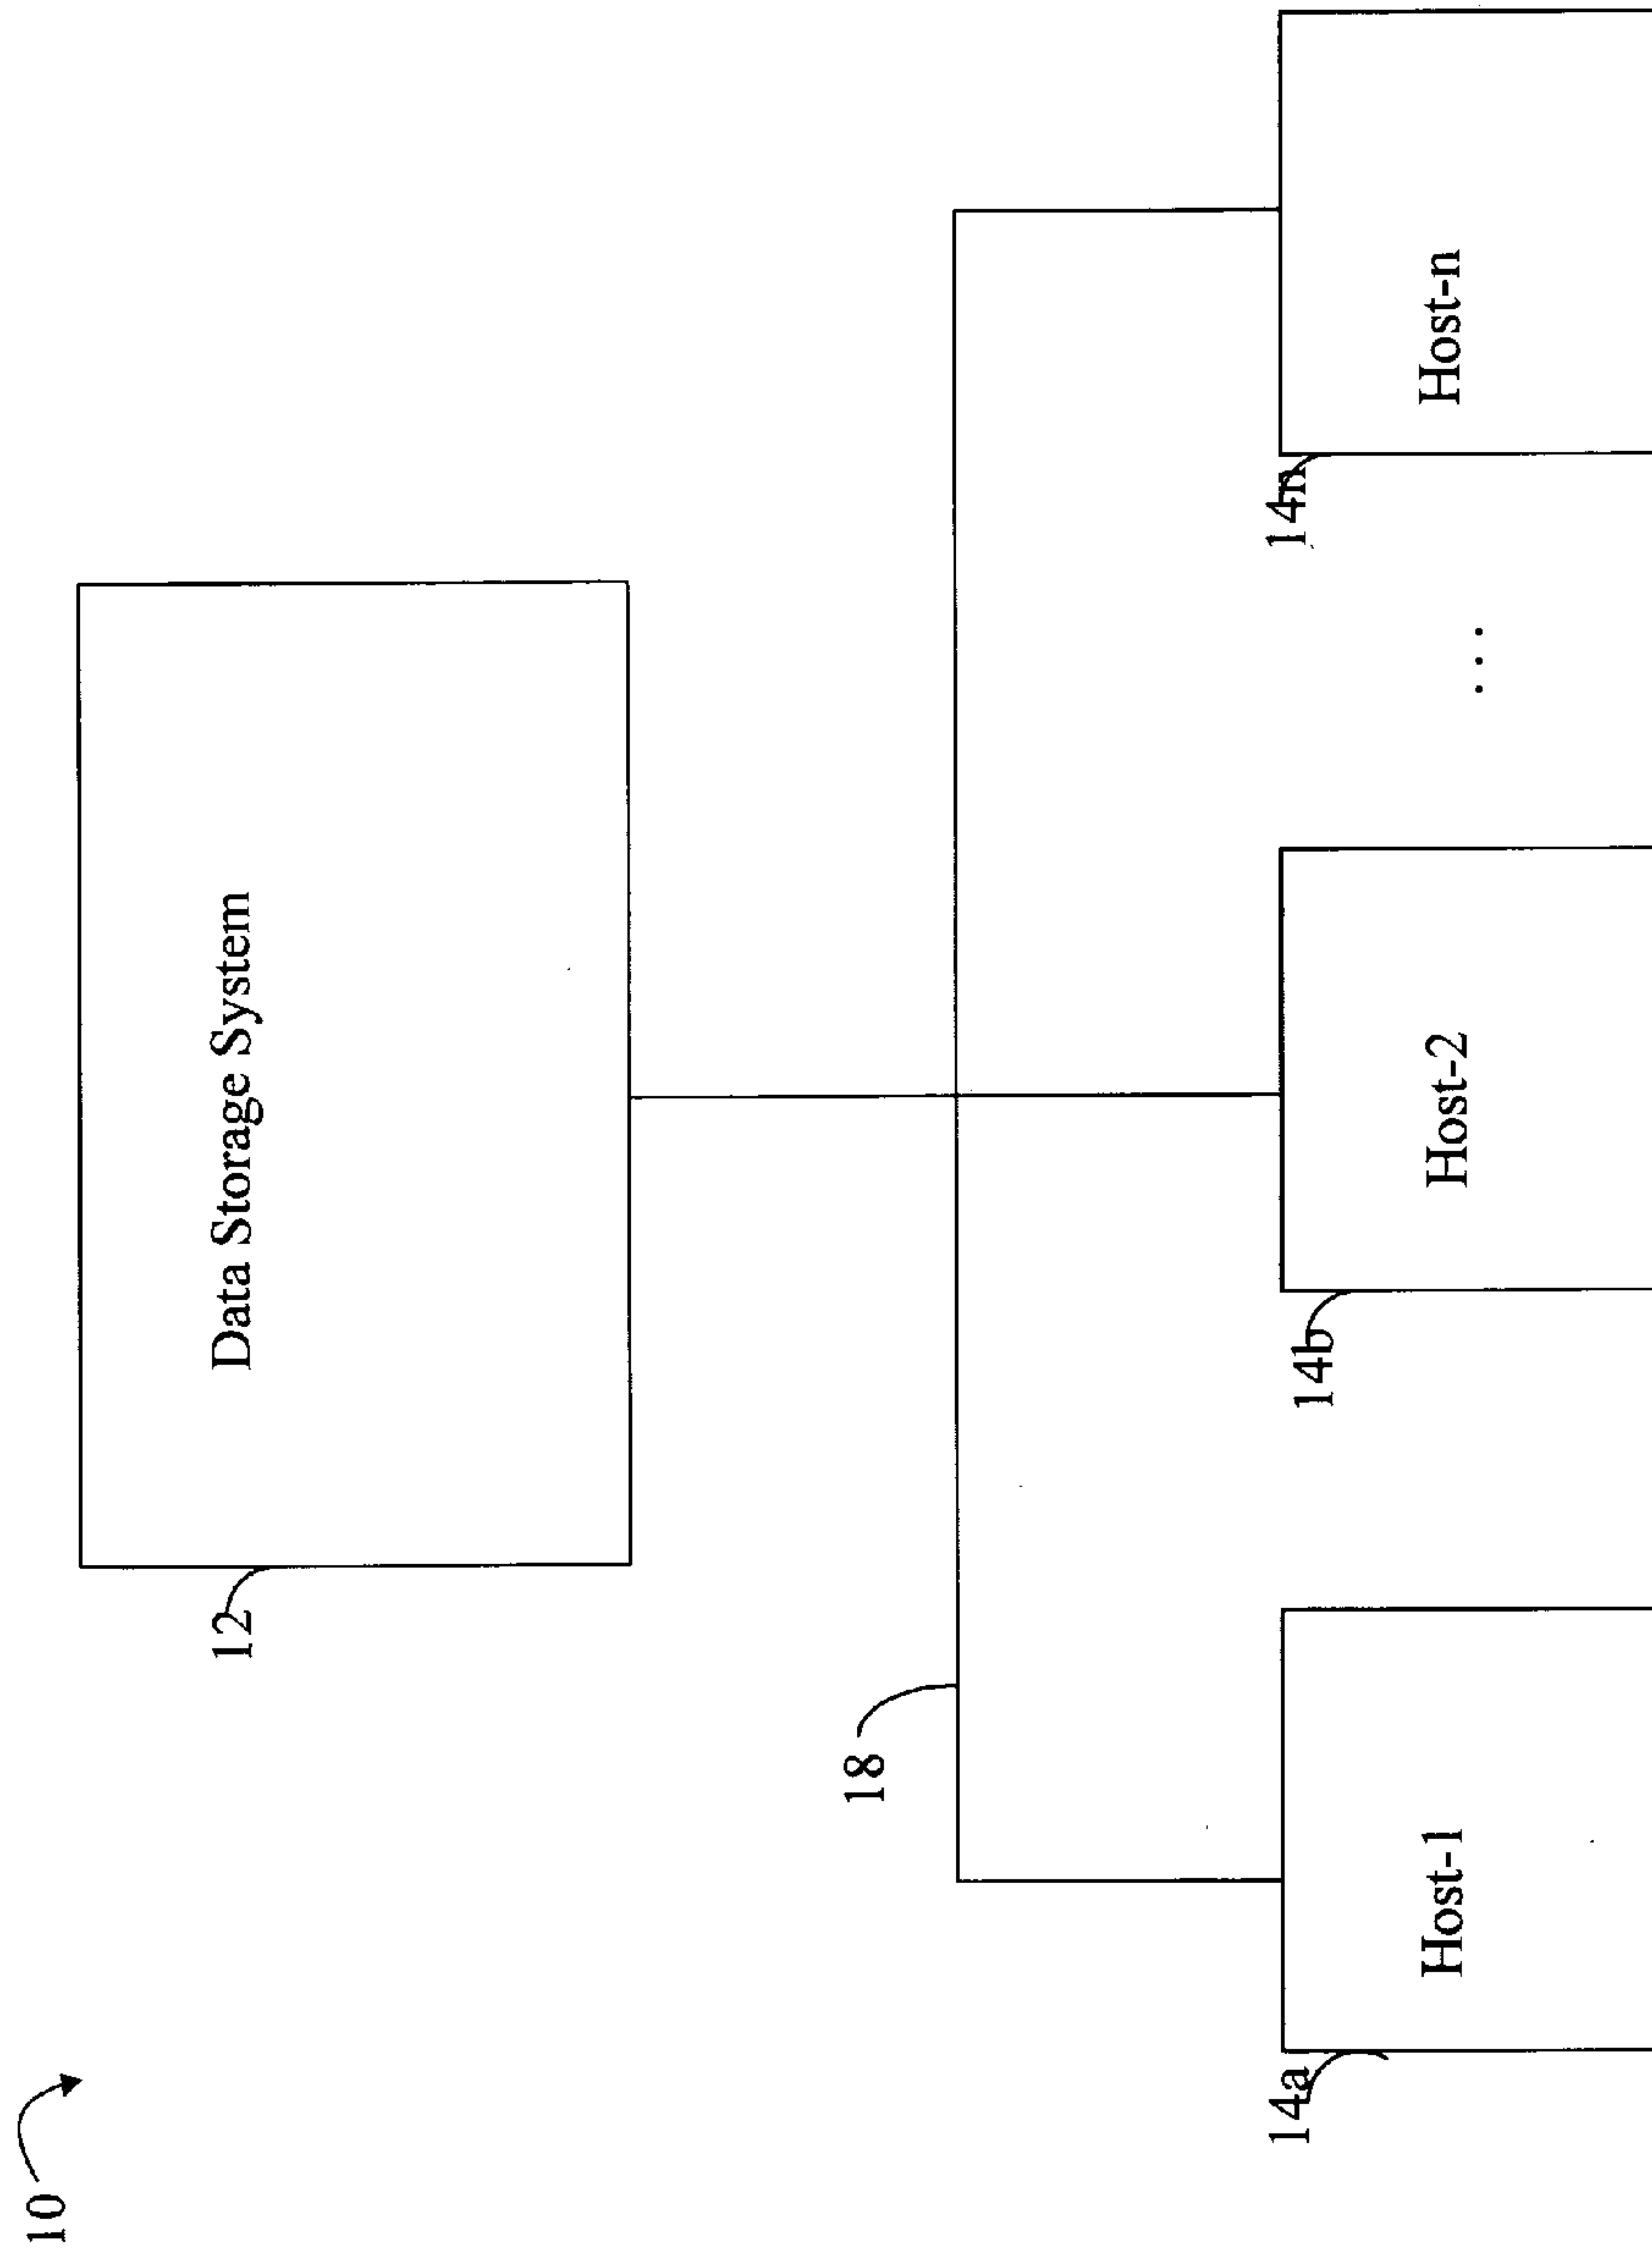 10
12
Data Storage System
18
14a
Host-1
14b
Host-2
. . .
14n
Host-n